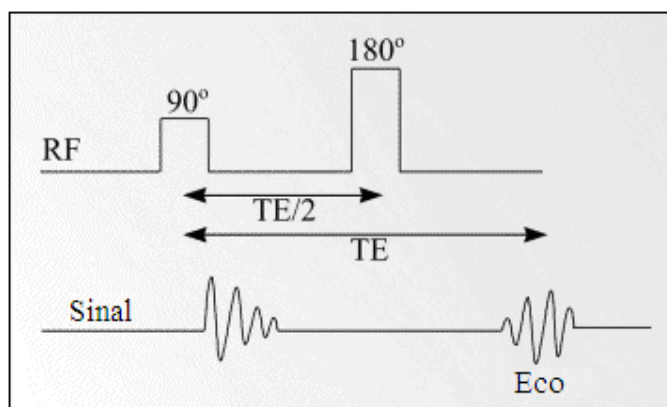 180º
90º
RF
TE/2
TE
Sinal
Eco